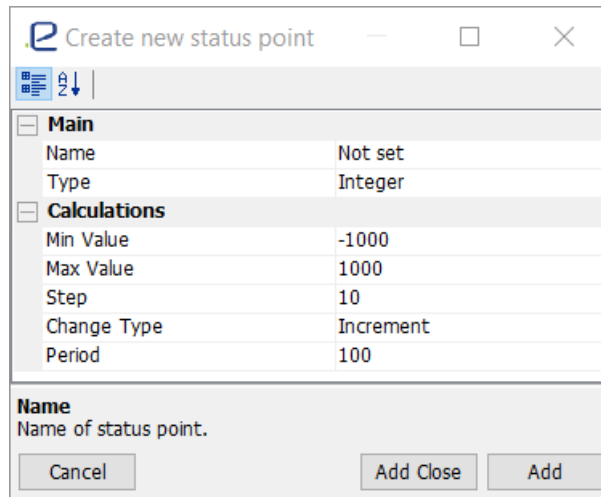 Create new status point
Main
Name Not set
Type Integer
Calculations
Min Value -1000
Max Value 1000
Step 10
Change Type Increment
Period 100
Name
Name of status point.
Cancel Add Close Add